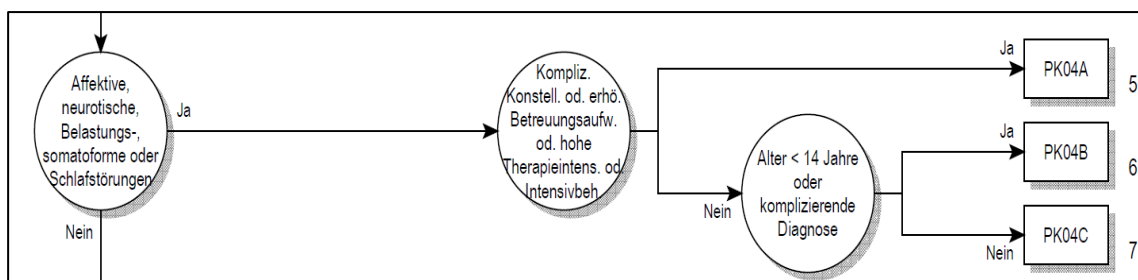 Affektive,
neurotische,
Belastungs-,
somatoforme oder
Schlafstörungen
Ja
Nein
Kompliz.
Konstell. od. erhö.
Betreuungsaufw.
od. hohe
Therapieintens. od.
Intensivbeh.
Ja
PK04A
5
Nein
Alter < 14 Jahre
oder
komplizierende
Diagnose
Ja
PK04B
6
Nein
PK04C
7